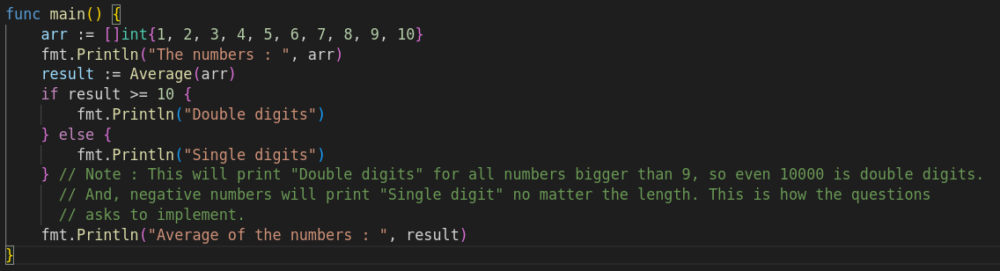 func main() {
    arr := []int{1, 2, 3, 4, 5, 6, 7, 8, 9, 10}
    fmt.Println("The numbers : ", arr)
    result := Average(arr)
    if result >= 10 {
        fmt.Println("Double digits")
    } else {
        fmt.Println("Single digits")
    } // Note : This will print "Double digits" for all numbers bigger than 9, so even 10000 is double digits.
      // And, negative numbers will print "Single digit" no matter the length. This is how the questions
      // asks to implement.
    fmt.Println("Average of the numbers : ", result)
}